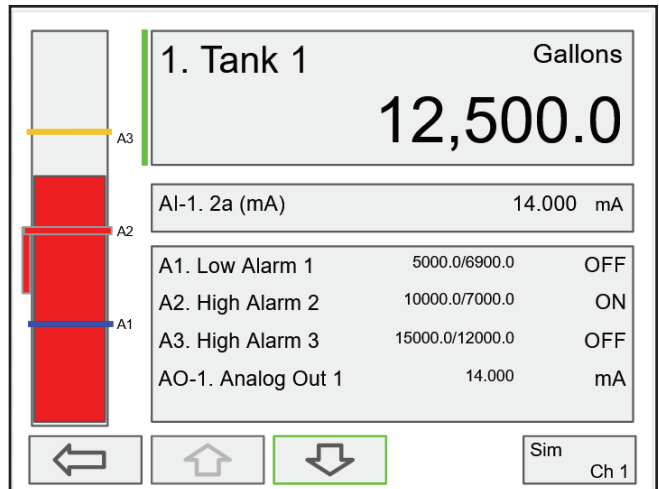 1. Tank 1 Gallons
12,500.0
A3
AI-1. 2a (mA) 14.000 mA
A2
A1. Low Alarm 1 5000.0/6900.0 OFF
A2. High Alarm 2 10000.0/7000.0 ON
A1
A3. High Alarm 3 15000.0/12000.0 OFF
AO-1. Analog Out 1 14.000 mA
Sim
Ch 1